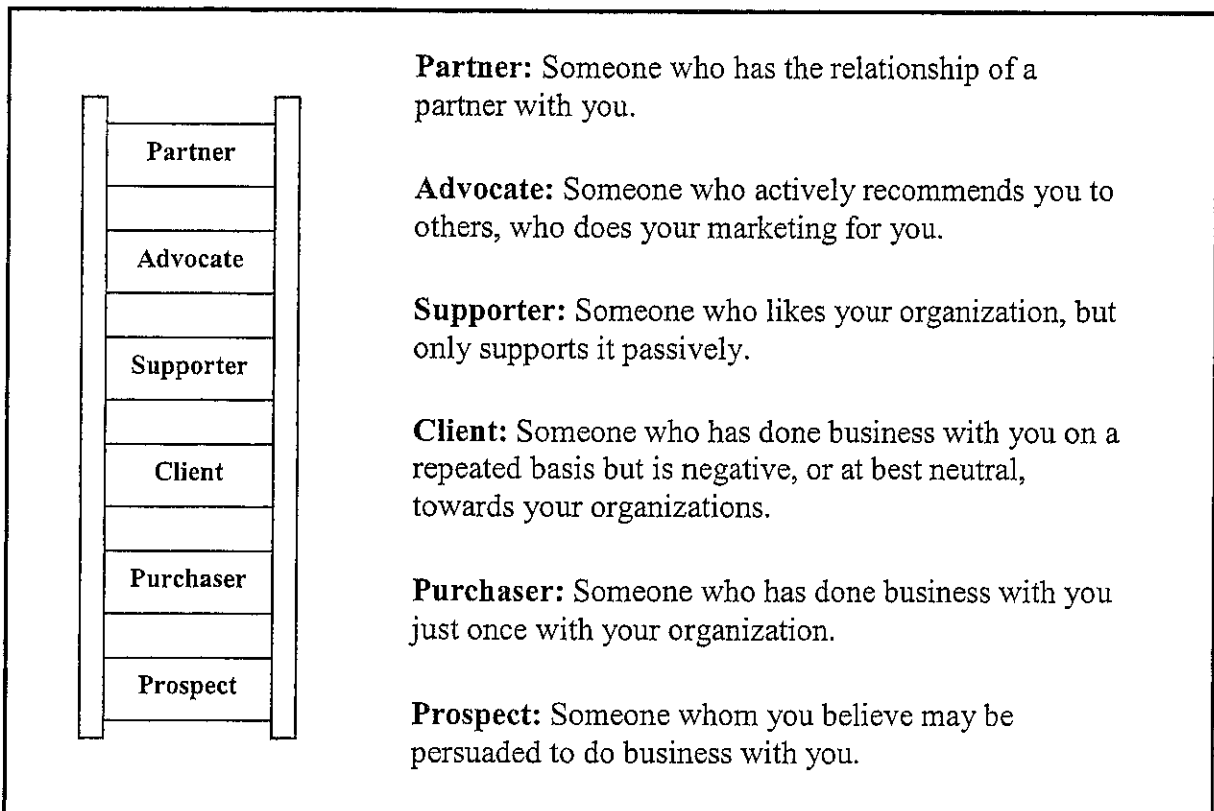 Partner
Advocate
Supporter
Client
Purchaser
Prospect
Partner: Someone who has the relationship of a
partner with you.
Advocate: Someone who actively recommends you to
others, who does your marketing for you.
Supporter: Someone who likes your organization, but
only supports it passively.
Client: Someone who has done business with you on a
repeated basis but is negative, or at best neutral,
towards your organizations.
Purchaser: Someone who has done business with you
just once with your organization.
Prospect: Someone whom you believe may be
persuaded to do business with you.